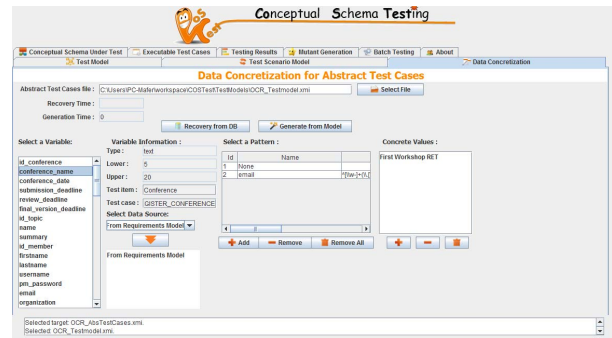 CosTest
Conceptual Schema Testing
Conceptual Schema Under Test
Executable Test Cases
Testing Results
Mutant Generation
Batch Testing
About
Test Model
Test Scenario Model
Data Concretization
Data Concretization for Abstract Test Cases
Abstract Test Cases file :
C:\Users\PC-Mafer\workspace\COSTest\TestModels\OCR_Testmodel.xmi
Select File
Recovery Time :
Generation Time :
0
Recovery from DB
Generate from Model
Select a Variable:
id_conference
conference_name
conference_date
submission_deadline
review_deadline
final_version_deadline
id_topic
name
summary
id_member
firstname
lastname
username
pm_password
email
organization
Variable Information :
Type :
text
Lower :
5
Upper :
20
Test item :
Conference
Test case :
GISTER_CONFERENCE
Select Data Source:
From Requirements Model
From Requirements Model
Select a Pattern :
Id
Name
1
None
2
email
Add
Remove
Remove All
Concrete Values :
First Workshop RET
Selected target: OCR_AbsTestCases.xmi.
Selected: OCR_Testmodel.xmi.